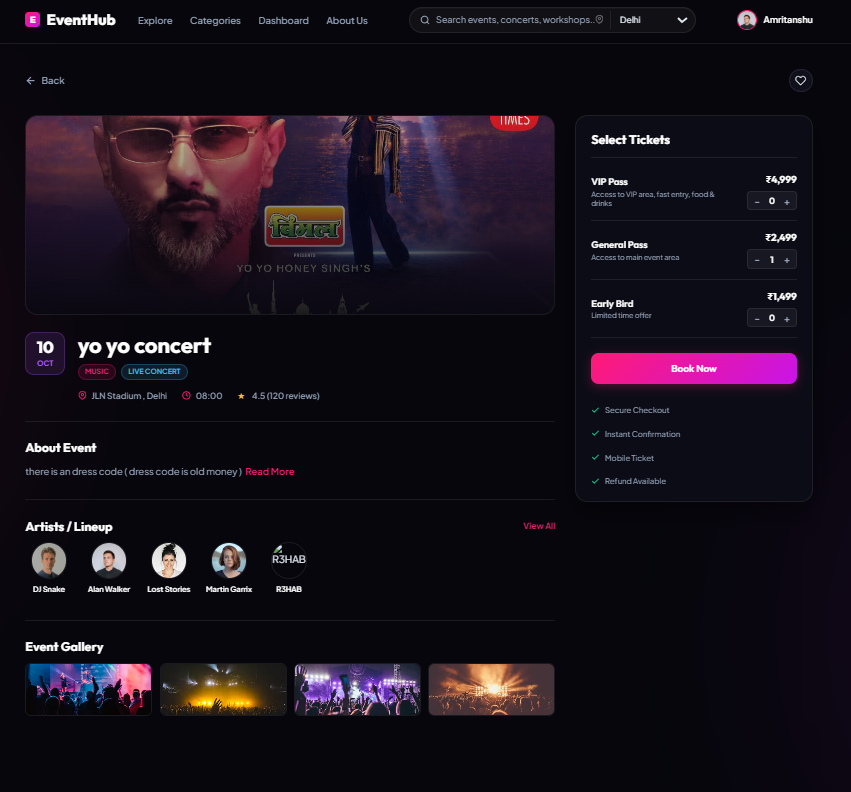 E EventHub Explore Categories Dashboard About Us Search events, concerts, workshops.. Delhi Amritanshu
Back
TIMES
बिमल
PRESENTS
YO YO HONEY SINGH'S
10
OCT
yo yo concert
MUSIC LIVE CONCERT
JLN Stadium , Delhi 08:00 4.5 (120 reviews)
About Event
there is an dress code ( dress code is old money ) Read More
Artists / Lineup View All
R3HAB
DJ Snake Alan Walker Lost Stories Martin Garrix R3HAB
Event Gallery
Select Tickets
VIP Pass ₹4,999
Access to VIP area, fast entry, food &
drinks
− 0 +
General Pass ₹2,499
Access to main event area
− 1 +
Early Bird ₹1,499
Limited time offer
− 0 +
Book Now
Secure Checkout
Instant Confirmation
Mobile Ticket
Refund Available